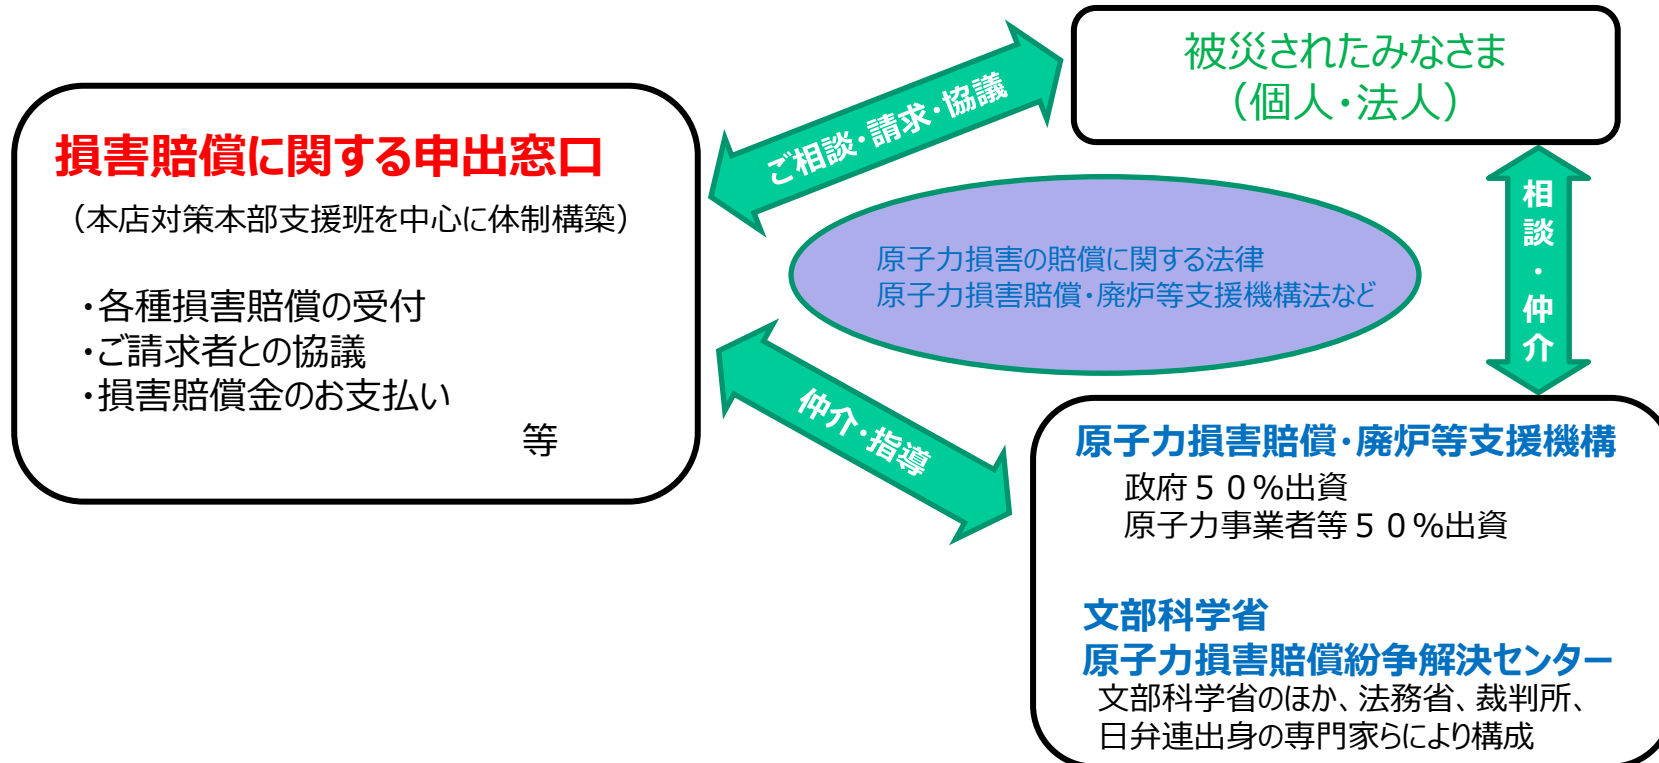 被災されたみなさま
（個人・法人）
損害賠償に関する申出窓口
（本店対策本部支援班を中心に体制構築）
・各種損害賠償の受付
・ご請求者との協議
・損害賠償金のお支払い
等
ご相談・請求・協議
原子力損害の賠償に関する法律
原子力損害賠償・廃炉等支援機構法など
相談・仲介
仲介・指導
原子力損害賠償・廃炉等支援機構
政府５０％出資
原子力事業者等５０％出資
文部科学省
原子力損害賠償紛争解決センター
文部科学省のほか、法務省、裁判所、
日弁連出身の専門家らにより構成